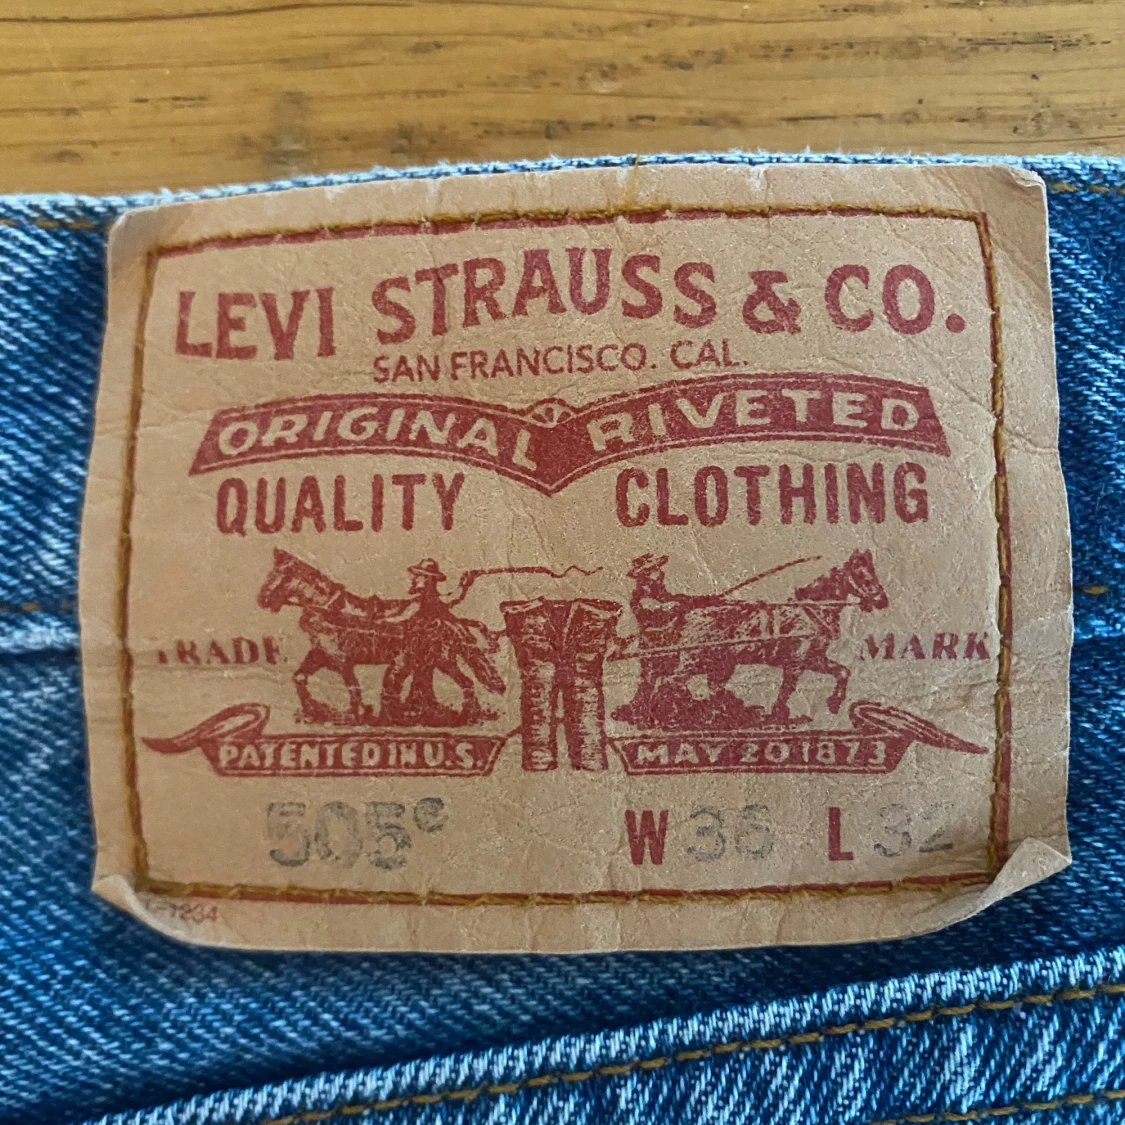 LEVI STRAUSS & CO.
SAN FRANCISCO. CAL.
ORIGINAL RIVETED
QUALITY CLOTHING
TRADE MARK
PATENTED IN U.S. MAY 20 1873
505 W 36 L 32